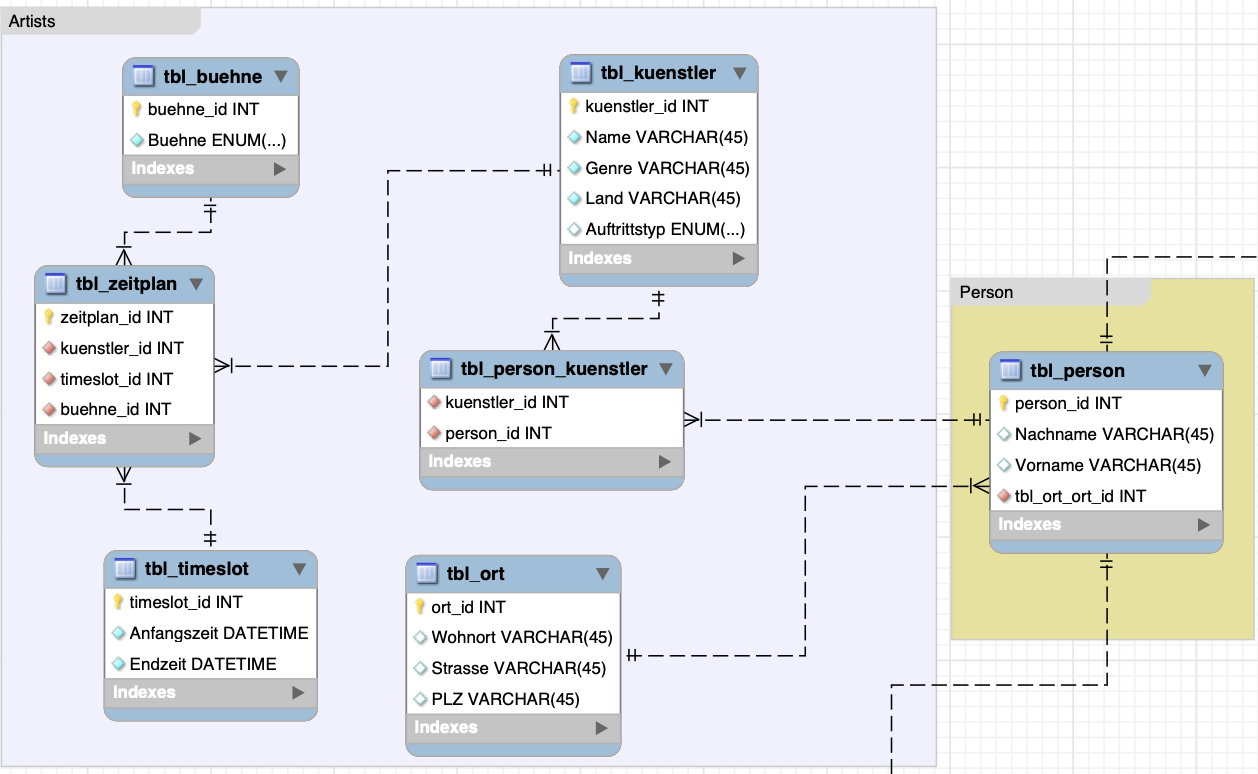 Artists
tbl_buehne
buehne_id INT
Buehne ENUM(...)
Indexes
tbl_kuenstler
kuenstler_id INT
Name VARCHAR(45)
Genre VARCHAR(45)
Land VARCHAR(45)
Auftrittstyp ENUM(...)
Indexes
tbl_zeitplan
zeitplan_id INT
kuenstler_id INT
timeslot_id INT
buehne_id INT
Indexes
tbl_person_kuenstler
kuenstler_id INT
person_id INT
Indexes
Person
tbl_person
person_id INT
Nachname VARCHAR(45)
Vorname VARCHAR(45)
tbl_ort_ort_id INT
Indexes
tbl_timeslot
timeslot_id INT
Anfangszeit DATETIME
Endzeit DATETIME
Indexes
tbl_ort
ort_id INT
Wohnort VARCHAR(45)
Strasse VARCHAR(45)
PLZ VARCHAR(45)
Indexes